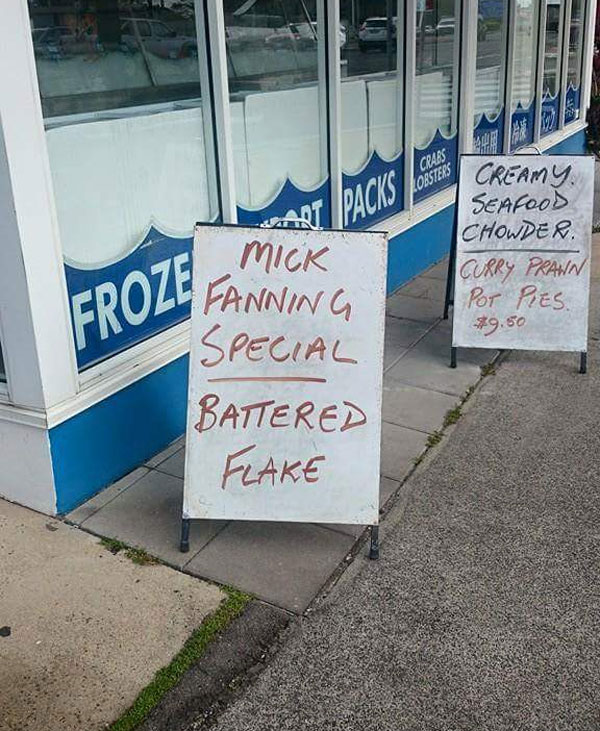 MICK
FANNING
SPECIAL
BATTERED
FLAKE
CREAMY.
SEAFOOD
CHOWDER.
CURRY PRAWN
POT PIES.
$9.50
FROZE
PACKS
CRABS
LOBSTERS